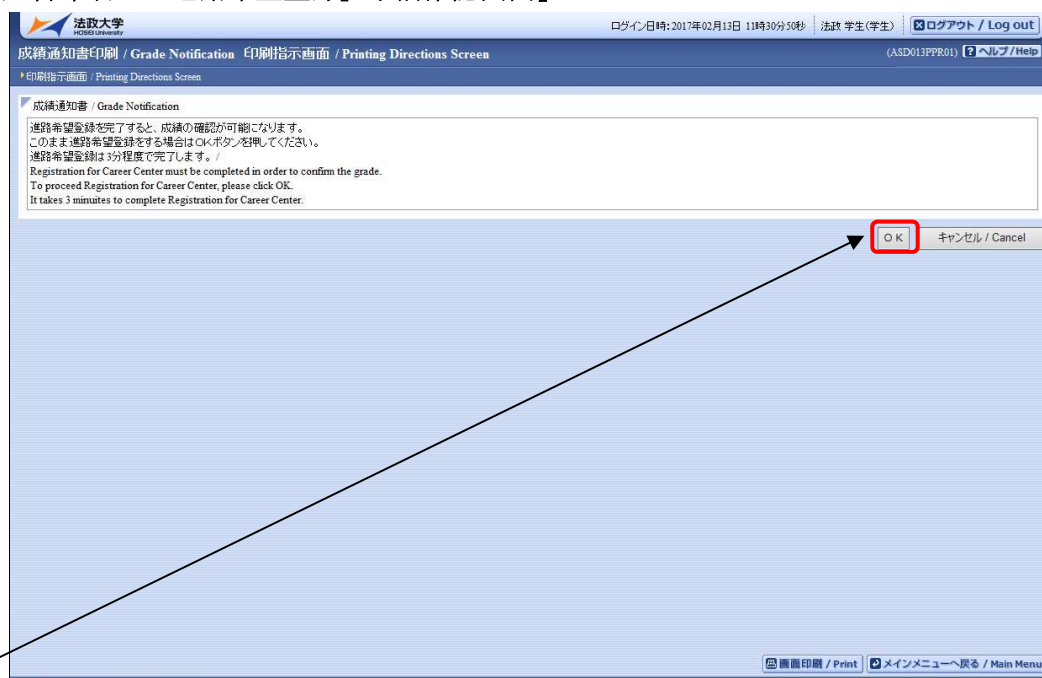 法政大学
HOSEI University
ログイン日時:2017年02月13日 11時30分50秒 法政 学生(学生) ログアウト / Log out
成績通知書印刷 / Grade Notification 印刷指示画面 / Printing Directions Screen (ASD013PPR01) ? ヘルプ/Help
印刷指示画面 / Printing Directions Screen
成績通知書 / Grade Notification
進路希望登録を完了すると、成績の確認が可能になります。
このまま進路希望登録をする場合はOKボタンを押してください。
進路希望登録は3分程度で完了します。/
Registration for Career Center must be completed in order to confirm the grade.
To proceed Registration for Career Center, please click OK.
It takes 3 minuites to complete Registration for Career Center.
OK キャンセル / Cancel
画面印刷 / Print メインメニューへ戻る / Main Menu